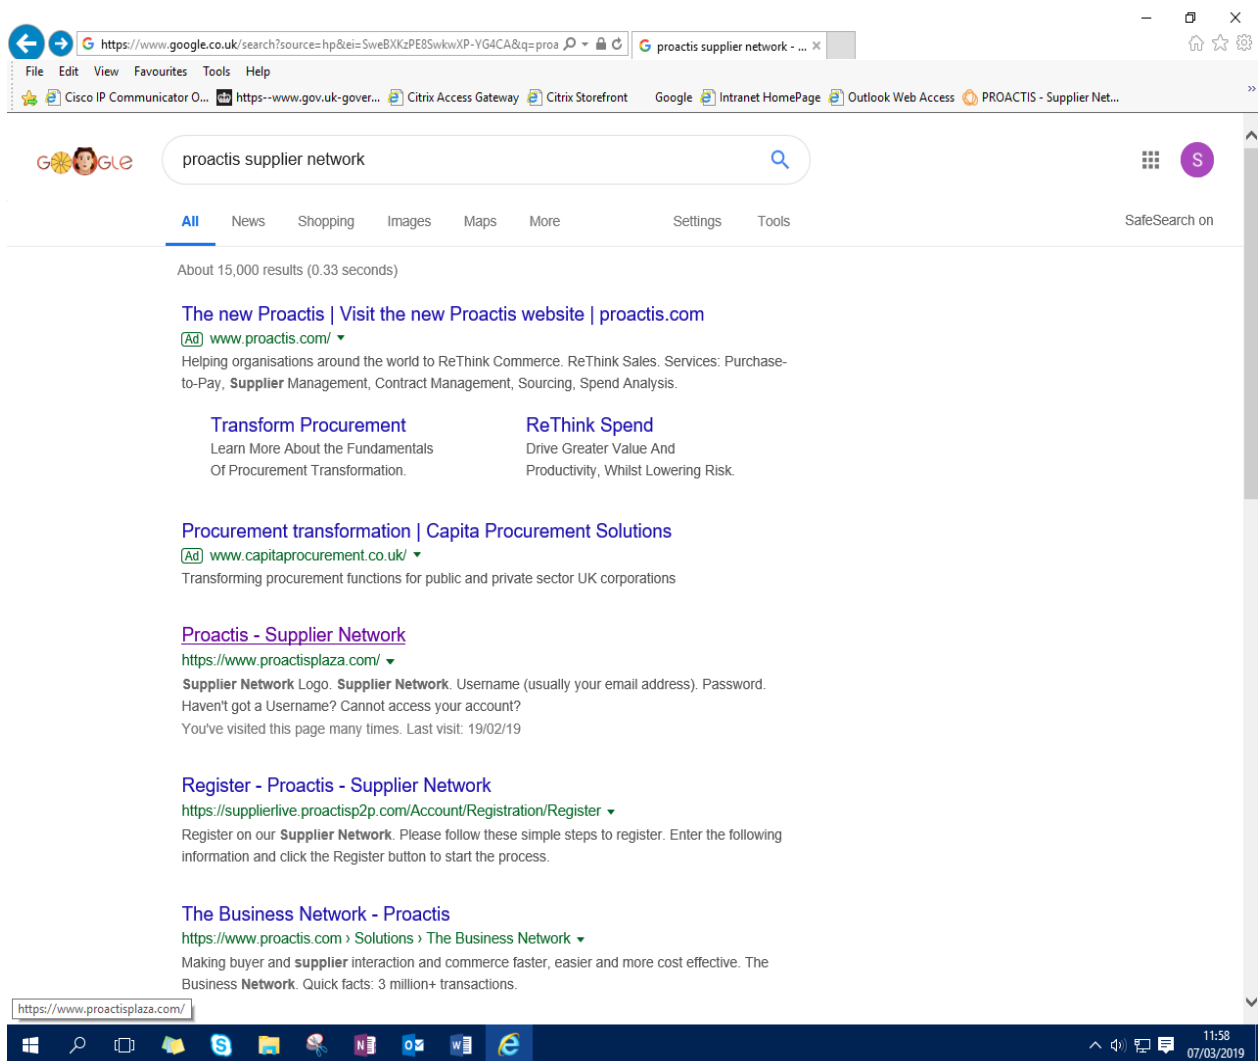 https://www.google.co.uk/search?source=hp&ei=SweBXKzPE8SwkwXP-YG4CA&q=proa
proactis supplier network - ...
File Edit View Favourites Tools Help
Cisco IP Communicator O... https--www.gov.uk-gover... Citrix Access Gateway Citrix Storefront Google Intranet HomePage Outlook Web Access PROACTIS - Supplier Net...
GOOGLE
proactis supplier network
S
All News Shopping Images Maps More Settings Tools
SafeSearch on
About 15,000 results (0.33 seconds)
The new Proactis | Visit the new Proactis website | proactis.com
Ad www.proactis.com/
Helping organisations around the world to ReThink Commerce. ReThink Sales. Services: Purchase-
to-Pay, Supplier Management, Contract Management, Sourcing, Spend Analysis.
Transform Procurement
Learn More About the Fundamentals
Of Procurement Transformation.
ReThink Spend
Drive Greater Value And
Productivity, Whilst Lowering Risk.
Procurement transformation | Capita Procurement Solutions
Ad www.capitaprocurement.co.uk/
Transforming procurement functions for public and private sector UK corporations
Proactis - Supplier Network
https://www.proactisplaza.com/
Supplier Network Logo. Supplier Network. Username (usually your email address). Password.
Haven't got a Username? Cannot access your account?
You've visited this page many times. Last visit: 19/02/19
Register - Proactis - Supplier Network
https://supplierlive.proactisp2p.com/Account/Registration/Register
Register on our Supplier Network. Please follow these simple steps to register. Enter the following
information and click the Register button to start the process.
The Business Network - Proactis
https://www.proactis.com › Solutions › The Business Network
Making buyer and supplier interaction and commerce faster, easier and more cost effective. The
Business Network. Quick facts: 3 million+ transactions.
https://www.proactisplaza.com/
11:58
07/03/2019